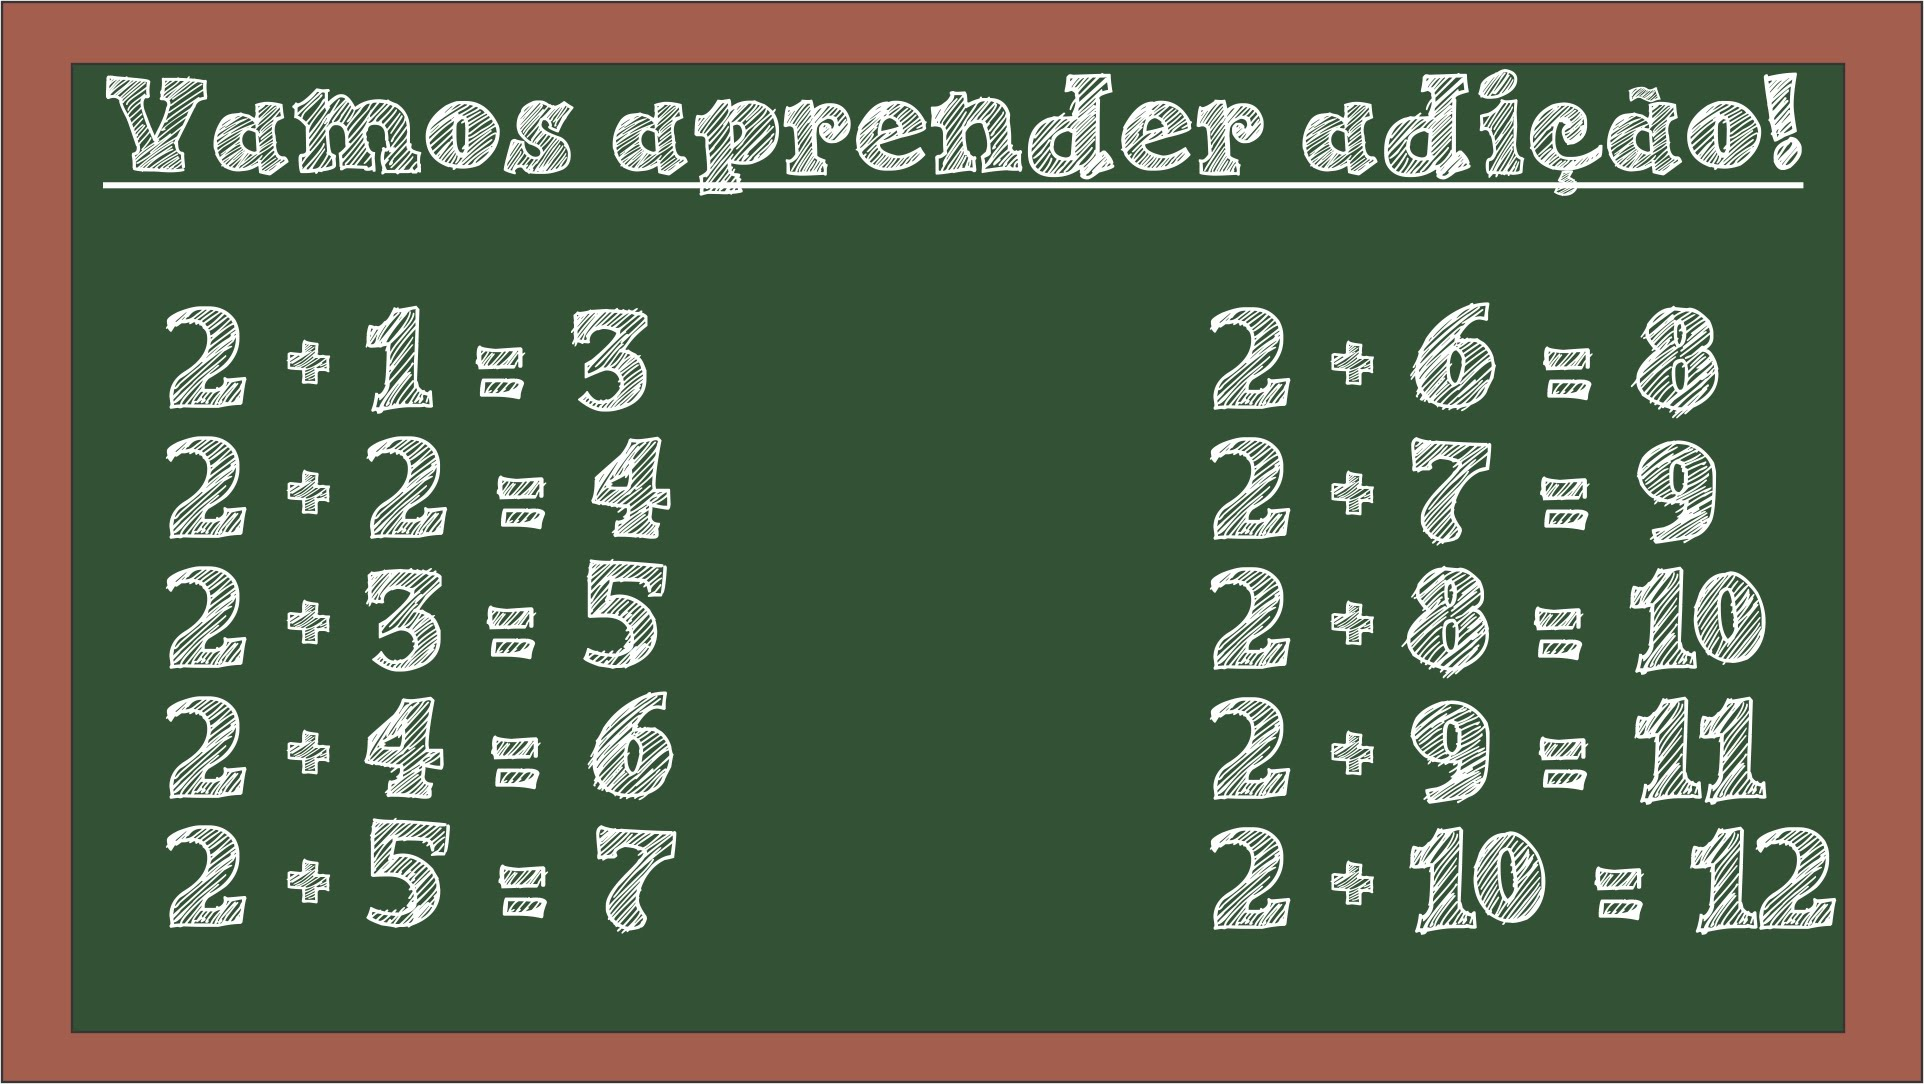 Vamos aprender adição!
2 + 1 = 3
2 + 2 = 4
2 + 3 = 5
2 + 4 = 6
2 + 5 = 7
2 + 6 = 8
2 + 7 = 9
2 + 8 = 10
2 + 9 = 11
2 + 10 = 12